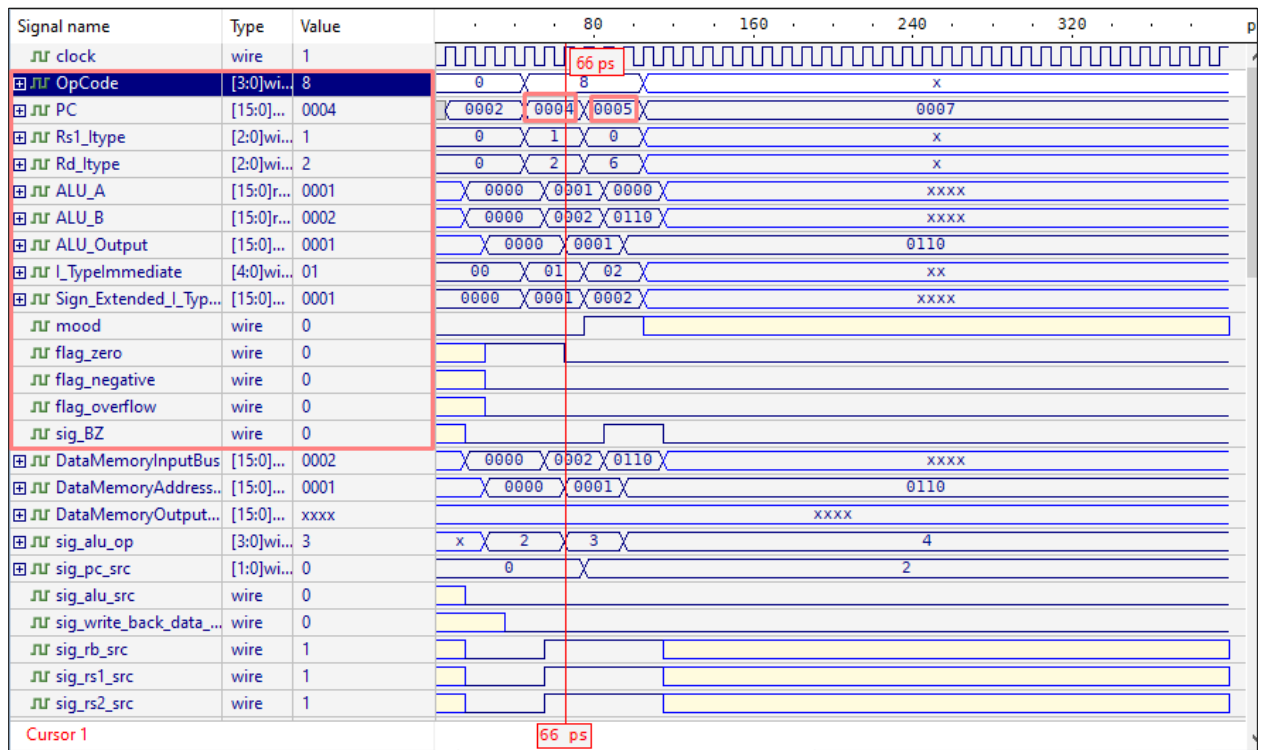 Signal name Type Value 80 160 240 320 p
clock wire 1 66 ps
OpCode [3:0]wi... 8 0 8 x
PC [15:0]... 0004 0002 0004 0005 0007
Rs1_Itype [2:0]wi... 1 0 1 0 x
Rd_Itype [2:0]wi... 2 0 2 6 x
ALU_A [15:0]r... 0001 0000 0001 0000 xxxx
ALU_B [15:0]r... 0002 0000 0002 0110 xxxx
ALU_Output [15:0]... 0001 0000 0001 0110
I_TypeImmediate [4:0]wi... 01 00 01 02 xx
Sign_Extended_I_Typ... [15:0]... 0001 0000 0001 0002 xxxx
mood wire 0
flag_zero wire 0
flag_negative wire 0
flag_overflow wire 0
sig_BZ wire 0
DataMemoryInputBus [15:0]... 0002 0000 0002 0110 xxxx
DataMemoryAddress.. [15:0]... 0001 0000 0001 0110
DataMemoryOutput... [15:0]... xxxx xxxx
sig_alu_op [3:0]wi... 3 x 2 3 4
sig_pc_src [1:0]wi... 0 0 2
sig_alu_src wire 0
sig_write_back_data_... wire 0
sig_rb_src wire 1
sig_rs1_src wire 1
sig_rs2_src wire 1
Cursor 1 66 ps